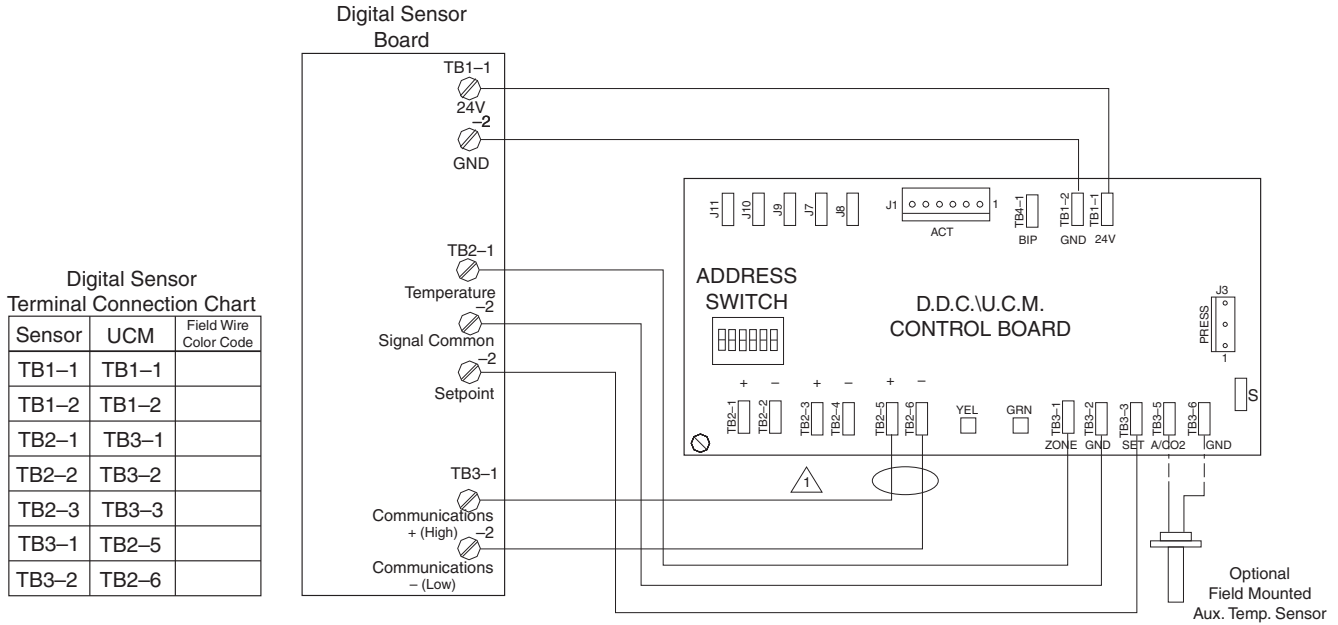 Digital Sensor
Board
TB1–1
24V
–2
GND
TB2–1
Temperature
–2
Signal Common
–2
Setpoint
TB3–1
Communications
+ (High)
–2
Communications
– (Low)
Digital Sensor
Terminal Connection Chart
Sensor UCM Field Wire
Color Code
TB1–1 TB1–1
TB1–2 TB1–2
TB2–1 TB3–1
TB2–2 TB3–2
TB2–3 TB3–3
TB3–1 TB2–5
TB3–2 TB2–6
J11 J10 J9 J7 J8 J1 1 TB4–1 TB1–2 TB1–1
ACT BIP GND 24V
ADDRESS
SWITCH
D.D.C.\U.C.M.
CONTROL BOARD
J3
PRESS
1
S
+ – + – + –
TB2–1 TB2–2 TB2–3 TB2–4 TB2–5 TB2–6 YEL GRN TB3–1 TB3–2 TB3–3 TB3–5 TB3–6
ZONE GND SET A/CO2 GND
1
Optional
Field Mounted
Aux. Temp. Sensor